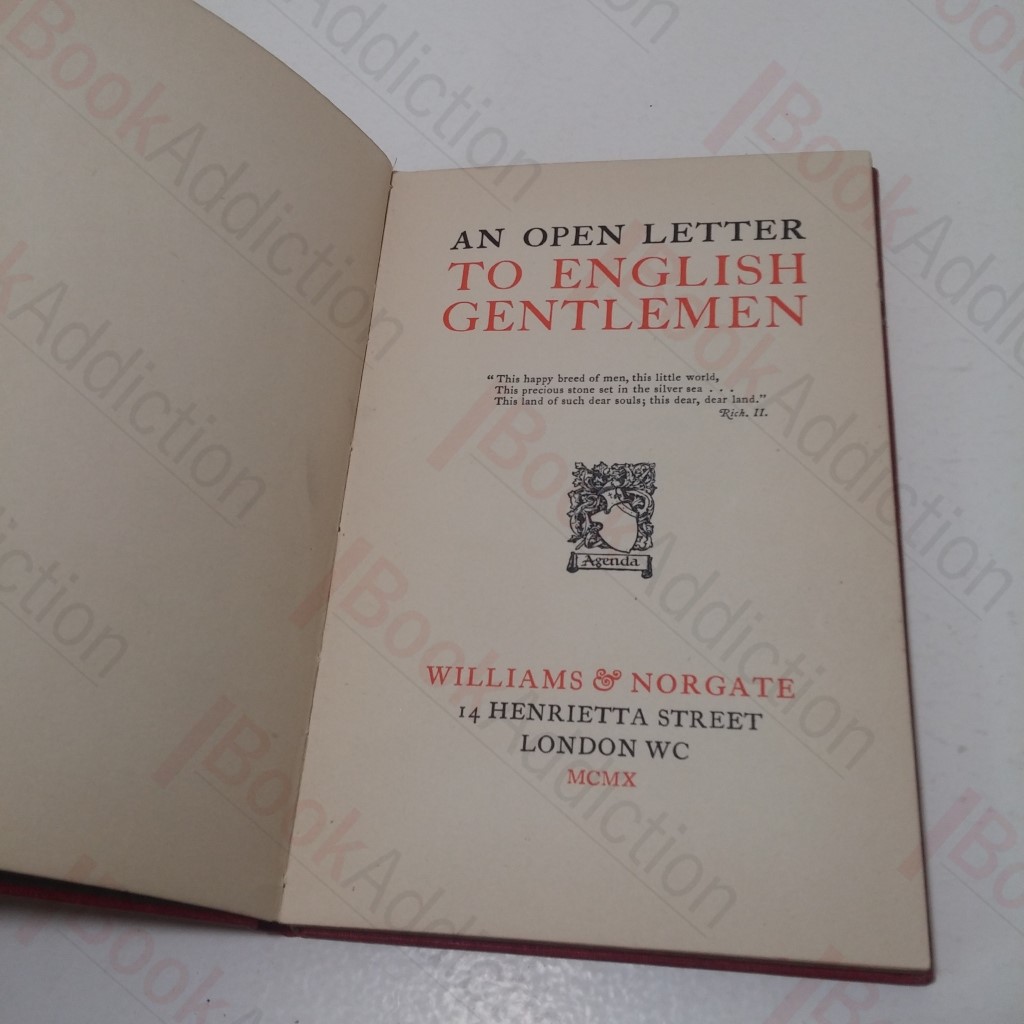 AN OPEN LETTER
TO ENGLISH
GENTLEMEN
“This happy breed of men, this little world,
This precious stone set in the silver sea . . .
This land of such dear souls; this dear, dear land.”
Rich. II.
Agenda
WILLIAMS & NORGATE
14 HENRIETTA STREET
LONDON WC
MCMX
BookAddiction